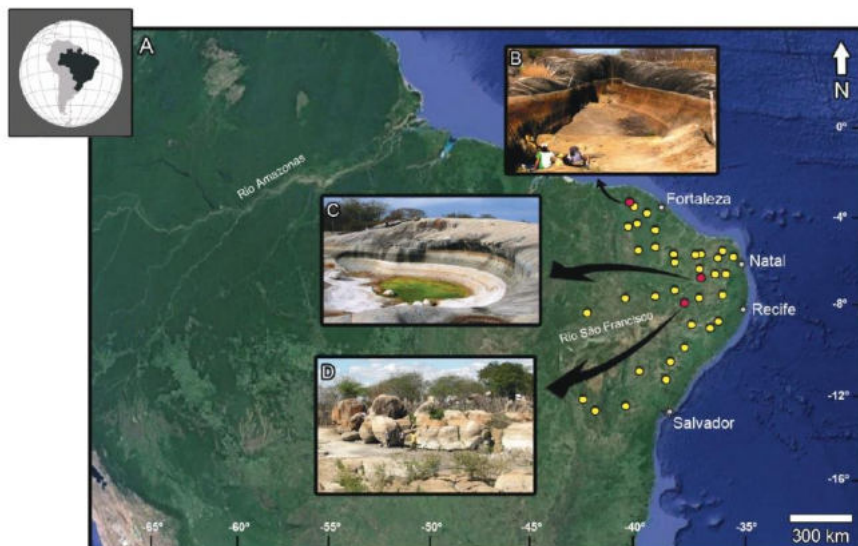 A
B
N
0°
Rio Amazonas
Fortaleza
-4°
C
Natal
-8°
Recife
Rio São Francisco
D
-12°
Salvador
-16°
-65° -60° -55° -50° -45° -40° -35°
300 km